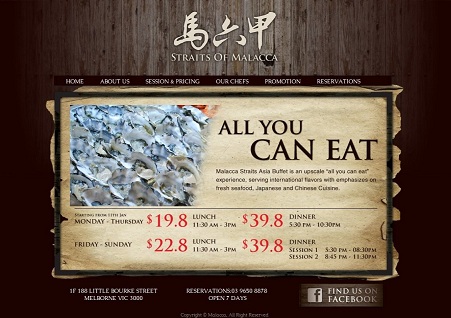 馬六甲
STRAITS OF MALACCA
HOME ABOUT US SESSION & PRICING OUR CHEFS PROMOTION RESERVATIONS
ALL YOU
CAN EAT
Malacca Straits Asia Buffet is an upscale "all you can eat"
experience, serving international flavors with emphasizes on
fresh seafood, Japanese and Chinese Cuisine.
STARTING FROM 11TH JAN
MONDAY - THURSDAY $19.8 LUNCH 11:30 AM - 3PM $39.8 DINNER 5:30 PM - 10:30PM
FRIDAY - SUNDAY $22.8 LUNCH 11:30 AM - 3PM $39.8 DINNER
SESSION 1 5:30 PM - 08:30PM
SESSION 2 8:45 PM - 11:30PM
1F 188 LITTLE BOURKE STREET
MELBORNE VIC 3000
RESERVATIONS:03 9650 8878
OPEN 7 DAYS
f FIND US ON
FACEBOOK
Copyright © Malacca, All Right Reserved